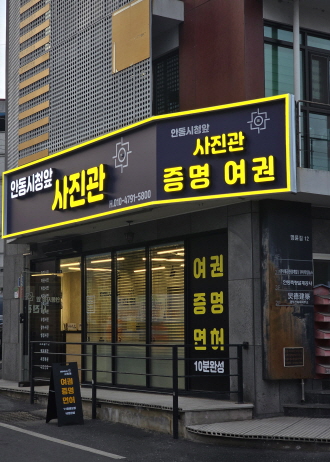 안동시청앞
사진관
010-4791-5800
안동시청앞
사진관
증명 여권
여권
증명
면허
10분완성
여권
증명
면허